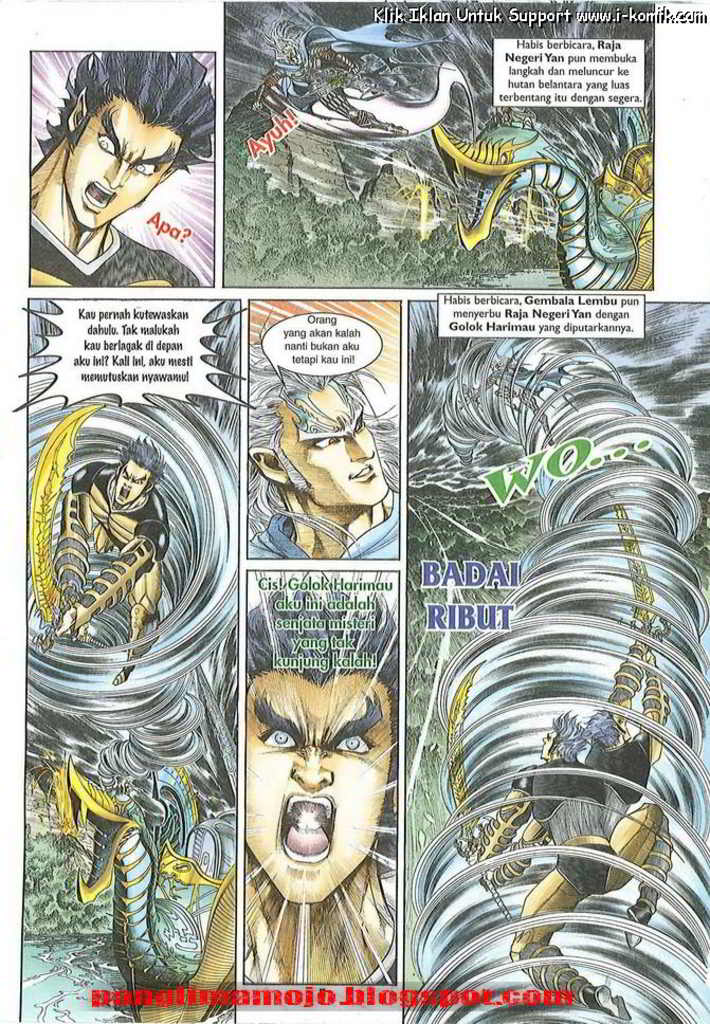 Klik Iklan Untuk Support www.i-komik.com
Apa?
Habis berbicara, Raja
Negeri Yan pun membuka
langkah dan meluncur ke
hutan belantara yang luas
terbentang itu dengan segera.
Ayuh!
Kau pernah kutewaskan
dahulu. Tak malukah
kau berlagak di depan
aku ini? Kali ini, aku mesti
memutuskan nyawamu!
Orang
yang akan kalah
nanti bukan aku
tetapi kau ini!
Cis! Golok Harimau
aku ini adalah
senjata misteri
yang tak
kunjung kalah!
Habis berbicara, Gembala Lembu pun
menyerbu Raja Negeri Yan dengan
Golok Harimau yang diputarkannya.
WO...
BADAI
RIBUT
panglimamojo.blogspot.com